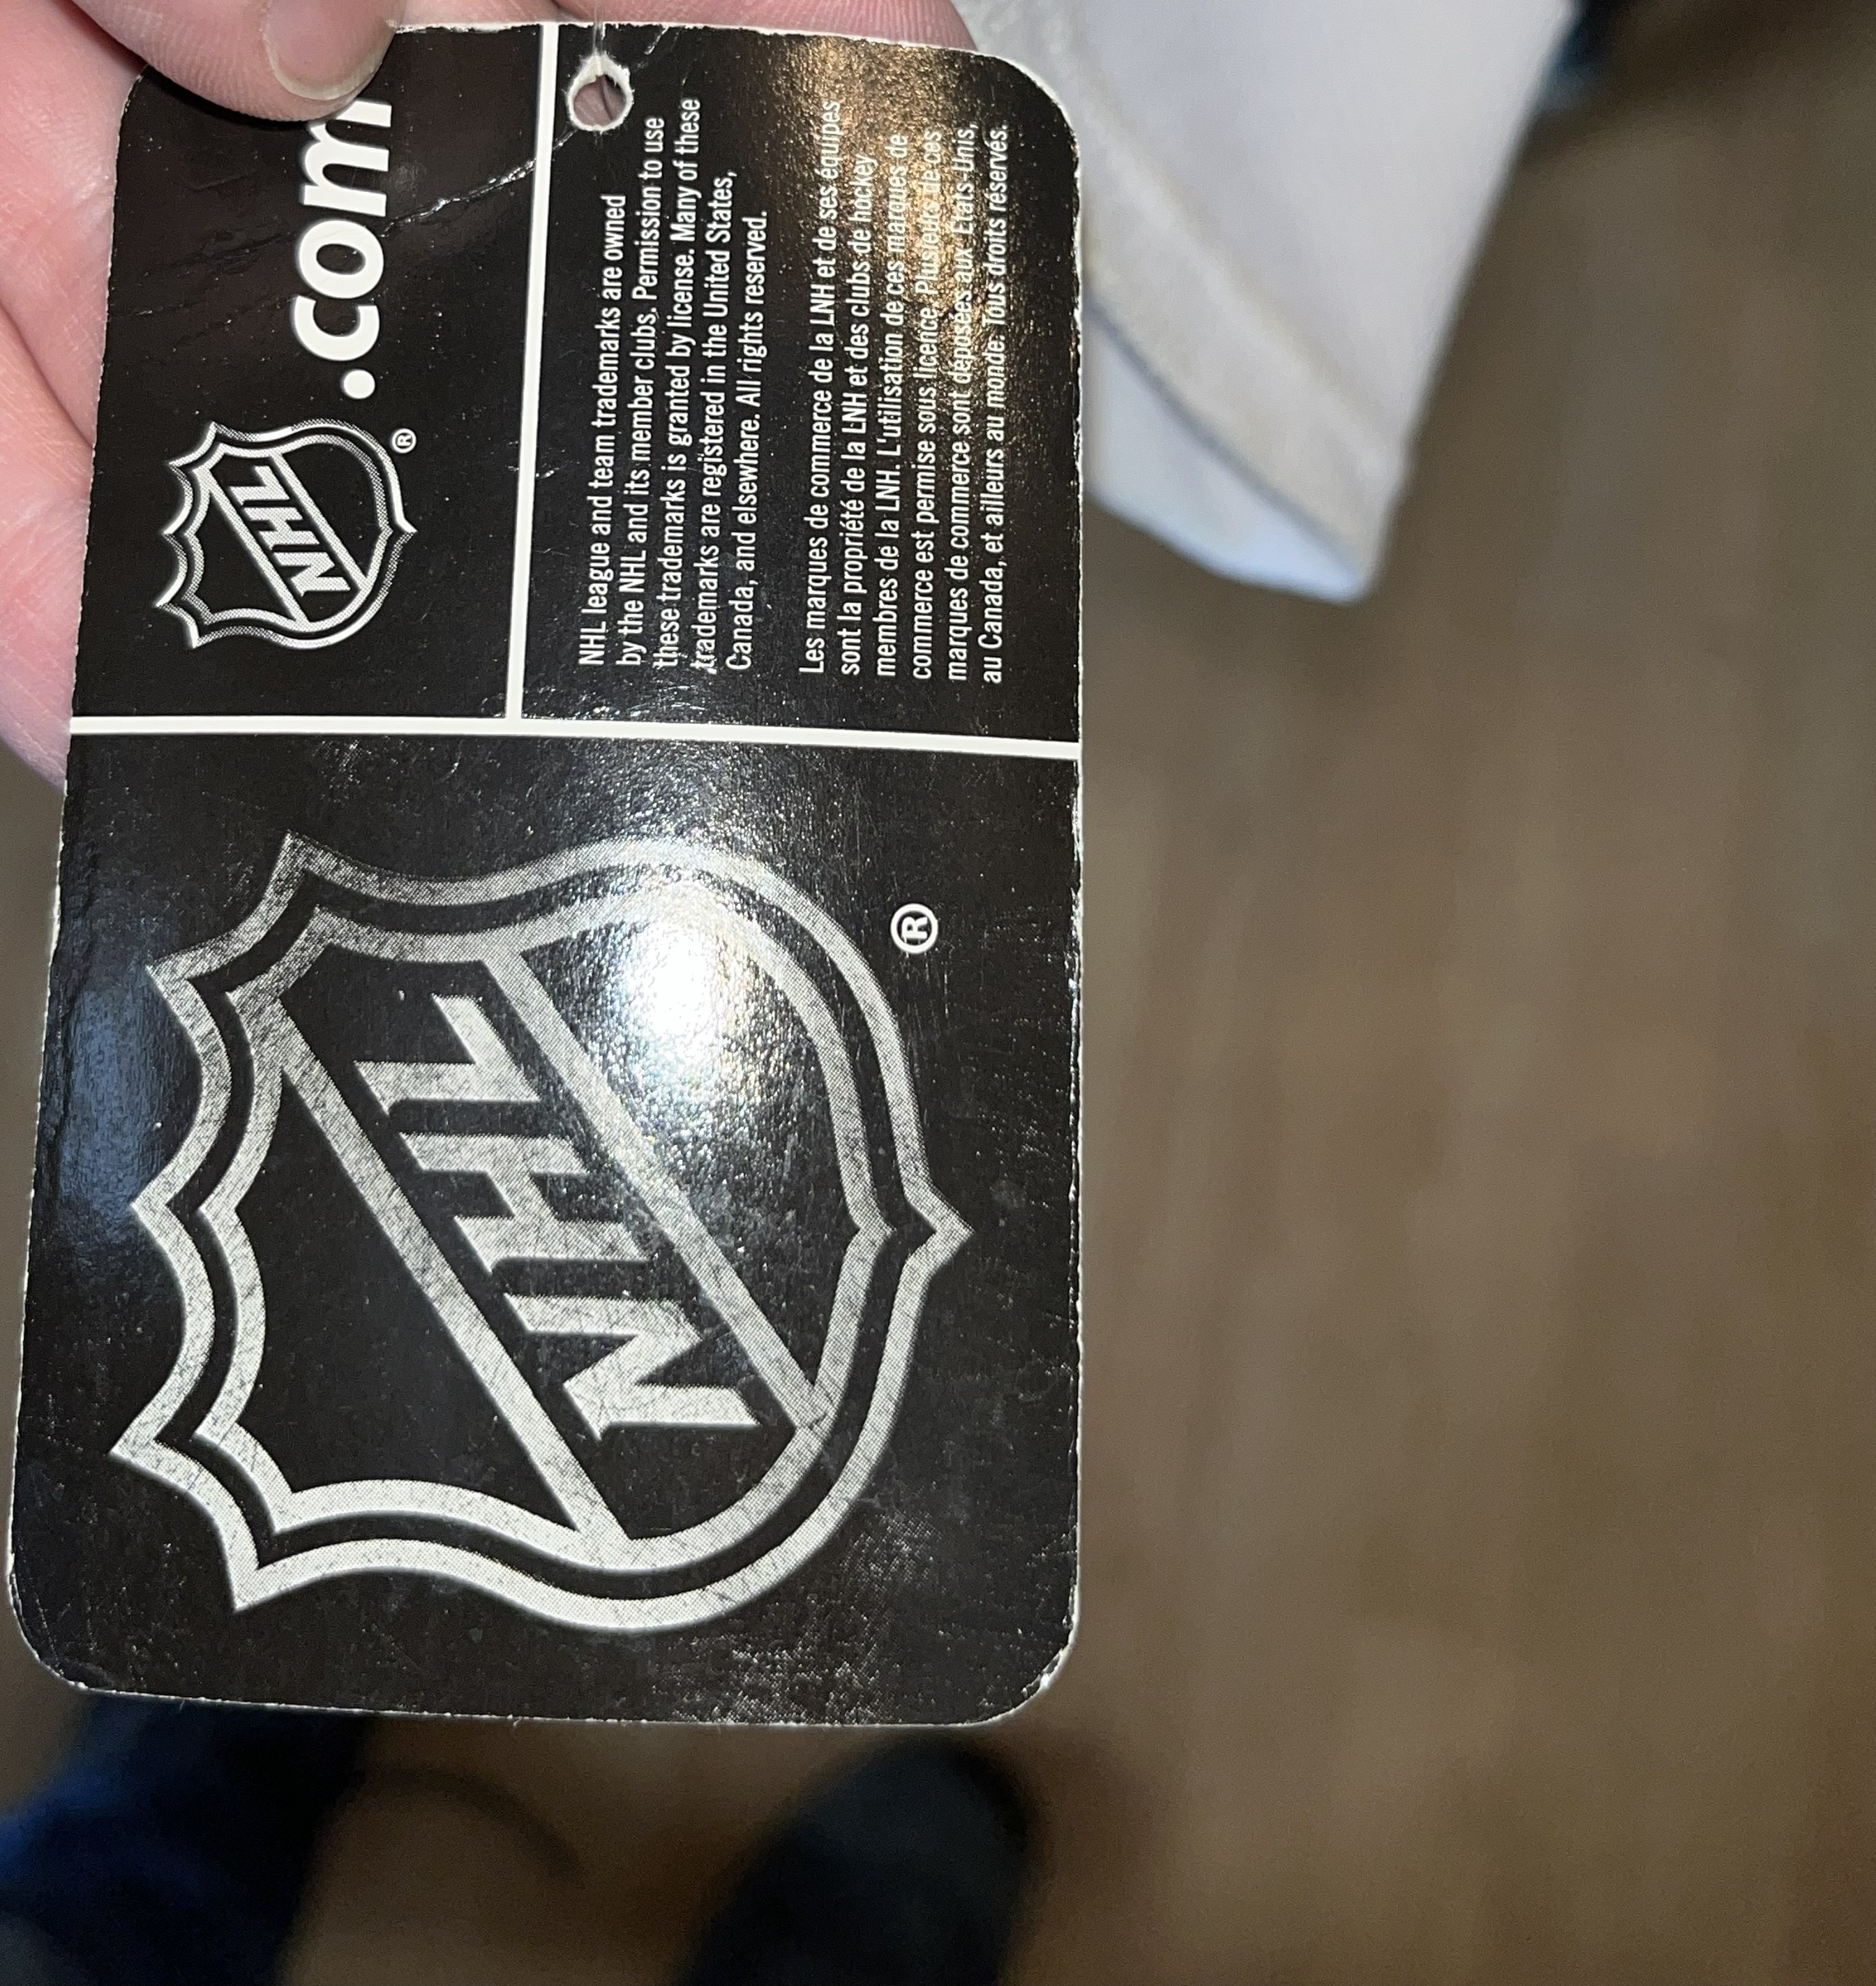 NHL
®
.com
NHL league and team trademarks are owned
by the NHL and its member clubs. Permission to use
these trademarks is granted by license. Many of these
trademarks are registered in the United States,
Canada, and elsewhere. All rights reserved.
Les marques de commerce de la LNH et de ses équipes
sont la propriété de la LNH et des clubs de hockey
membres de la LNH. L'utilisation de ces marques de
commerce est permise sous licence. Plusieurs de ces
marques de commerce sont déposées aux États-Unis,
au Canada, et ailleurs au monde. Tous droits réservés.
NHL
®